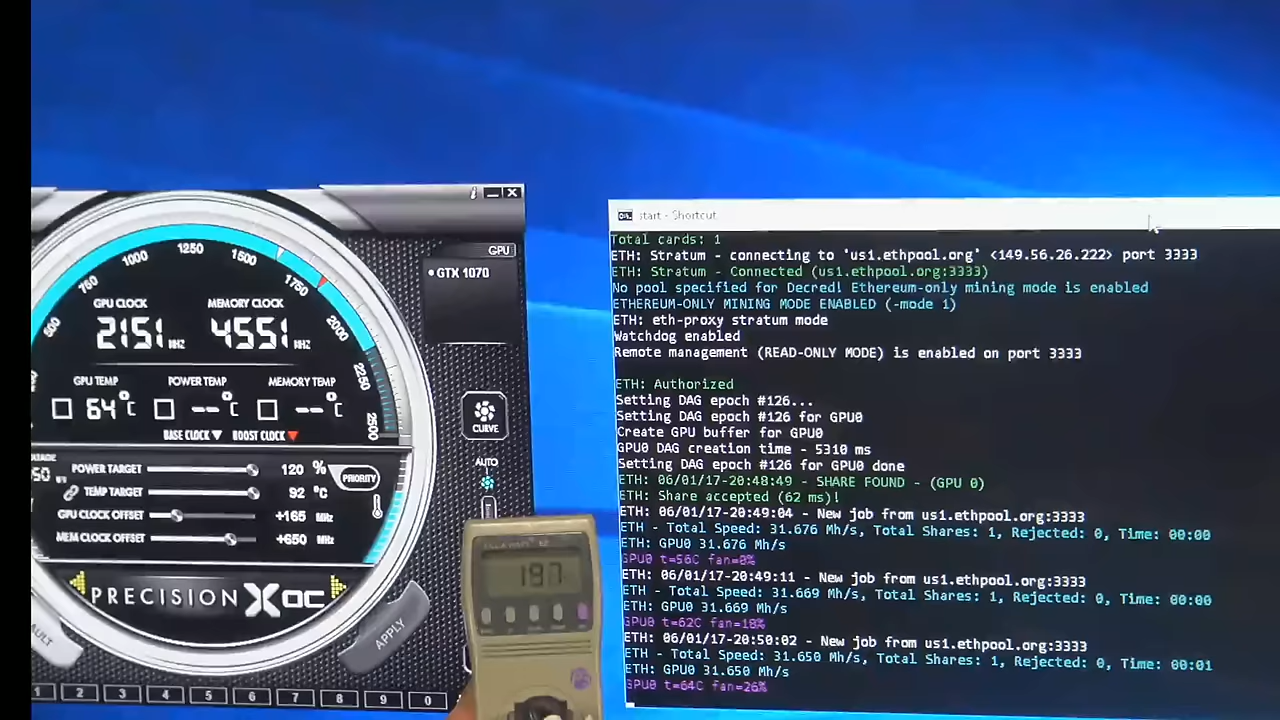 GPU
GTX 1070
500
750
1000
1250
1500
1750
2000
2250
2500
GPU CLOCK
MEMORY CLOCK
2151 MHZ
4551 MHZ
GPU TEMP
POWER TEMP
MEMORY TEMP
64°C
--°C
--°C
BASE CLOCK
BOOST CLOCK
POWER TARGET 120 %
PRIORITY
TEMP TARGET 92 °C
GPU CLOCK OFFSET +165 MHz
MEM CLOCK OFFSET +650 MHz
PRECISION XOC
APPLY
CURVE
AUTO
1 2 3 4 5 6 7 8 9 0
197
start - Shortcut
Total cards: 1
ETH: Stratum - connecting to 'us1.ethpool.org' <149.56.26.222> port 3333
ETH: Stratum - Connected (us1.ethpool.org:3333)
No pool specified for Decred! Ethereum-only mining mode is enabled
ETHEREUM-ONLY MINING MODE ENABLED (-mode 1)
ETH: eth-proxy stratum mode
Watchdog enabled
Remote management (READ-ONLY MODE) is enabled on port 3333
ETH: Authorized
Setting DAG epoch #126...
Setting DAG epoch #126 for GPU0
Create GPU buffer for GPU0
GPU0 DAG creation time - 5310 ms
Setting DAG epoch #126 for GPU0 done
ETH: 06/01/17-20:48:49 - SHARE FOUND - (GPU 0)
ETH: Share accepted (62 ms)!
ETH: 06/01/17-20:49:04 - New job from us1.ethpool.org:3333
ETH - Total Speed: 31.676 Mh/s, Total Shares: 1, Rejected: 0, Time: 00:00
ETH: GPU0 31.676 Mh/s
GPU0 t=56C fan=0%
ETH: 06/01/17-20:49:11 - New job from us1.ethpool.org:3333
ETH - Total Speed: 31.669 Mh/s, Total Shares: 1, Rejected: 0, Time: 00:00
ETH: GPU0 31.669 Mh/s
GPU0 t=62C fan=18%
ETH: 06/01/17-20:50:02 - New job from us1.ethpool.org:3333
ETH - Total Speed: 31.650 Mh/s, Total Shares: 1, Rejected: 0, Time: 00:01
ETH: GPU0 31.650 Mh/s
GPU0 t=64C fan=26%